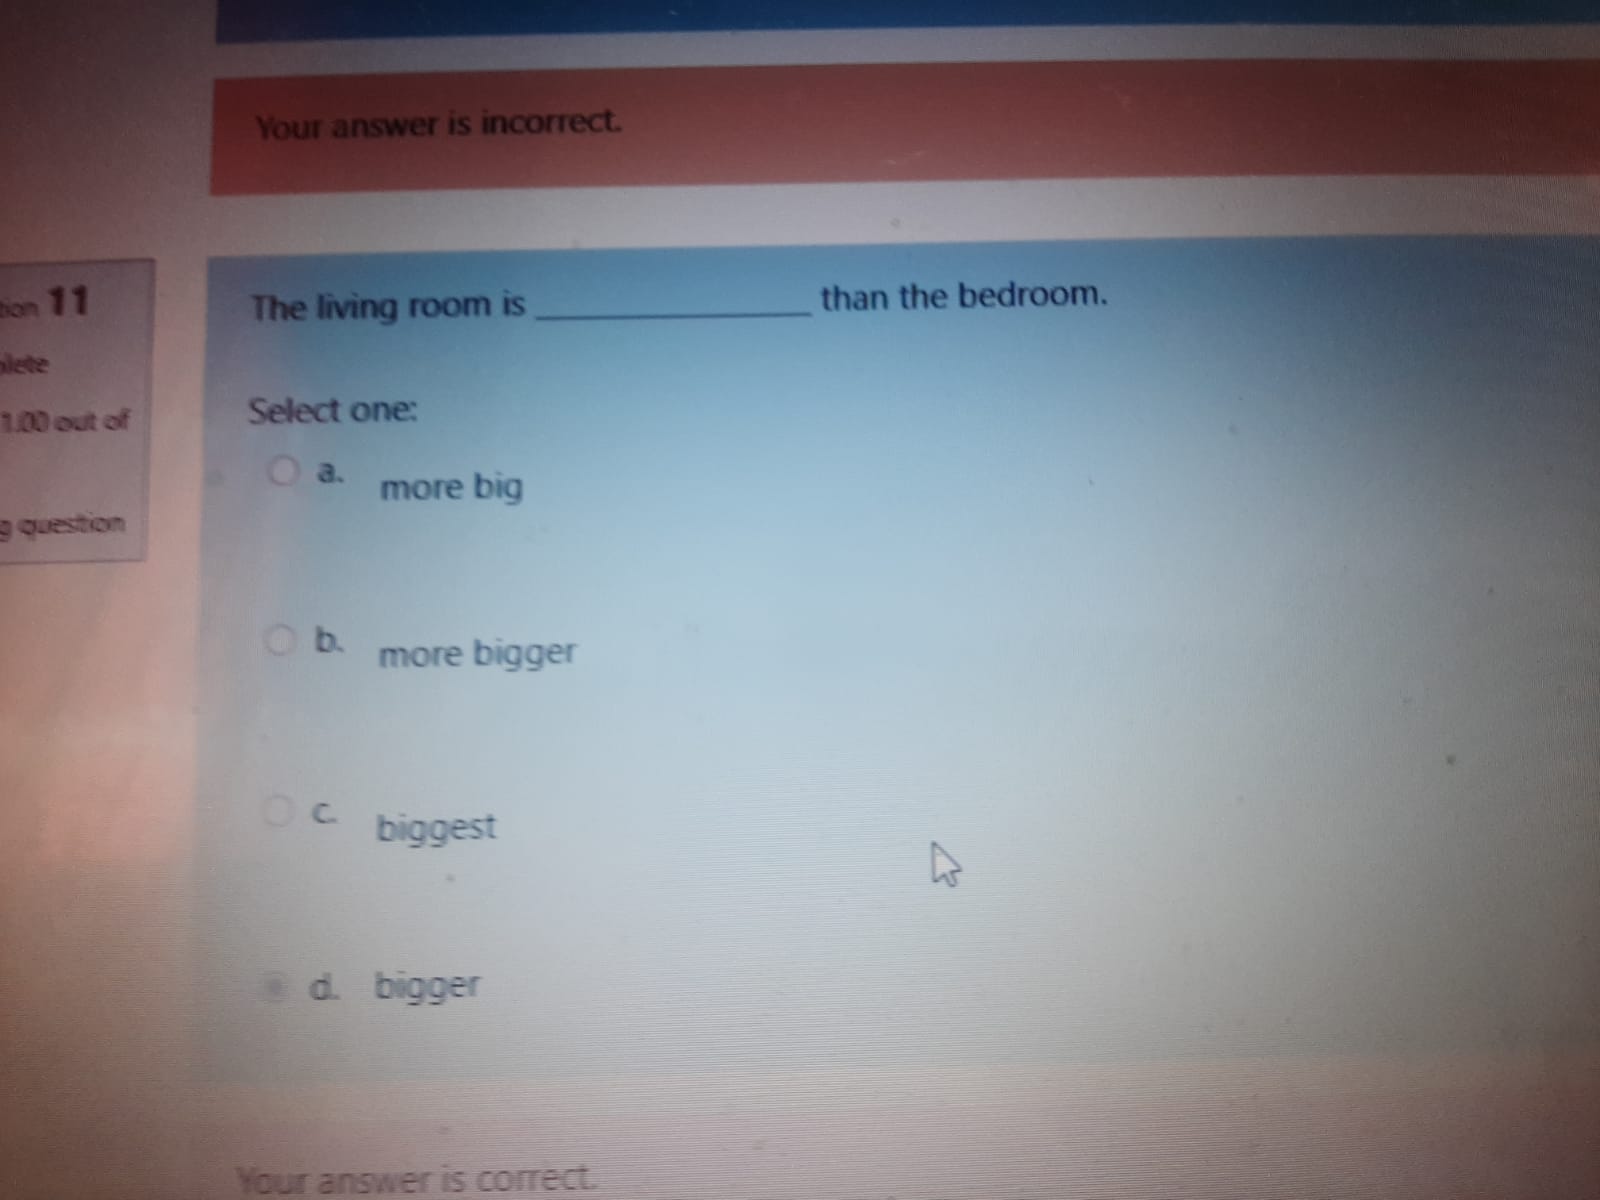 Your answer is incorrect.
11
1.00 out of
question
The living room is ____________ than the bedroom.
Select one:
a. more big
b. more bigger
c. biggest
d. bigger
Your answer is correct.